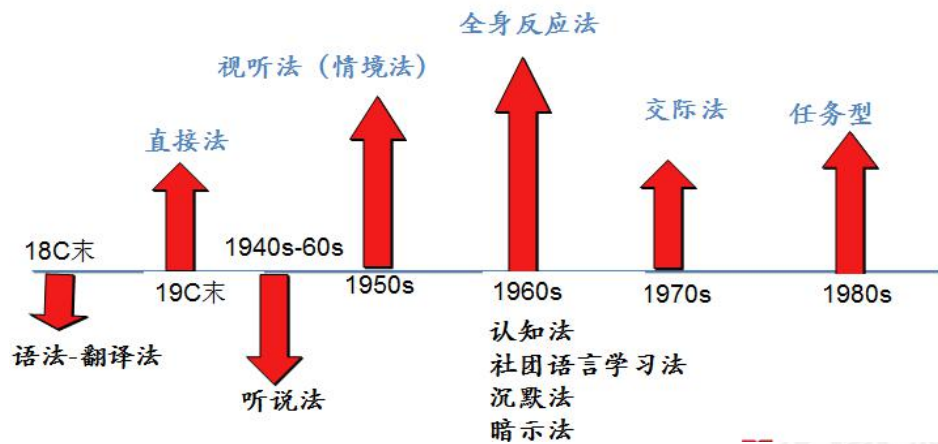 全身反应法
视听法（情境法）
直接法
交际法
任务型
18C末
1940s-60s
19C末
1950s
1960s
1970s
1980s
语法-翻译法
听说法
认知法
社团语言学习法
沉默法
暗示法